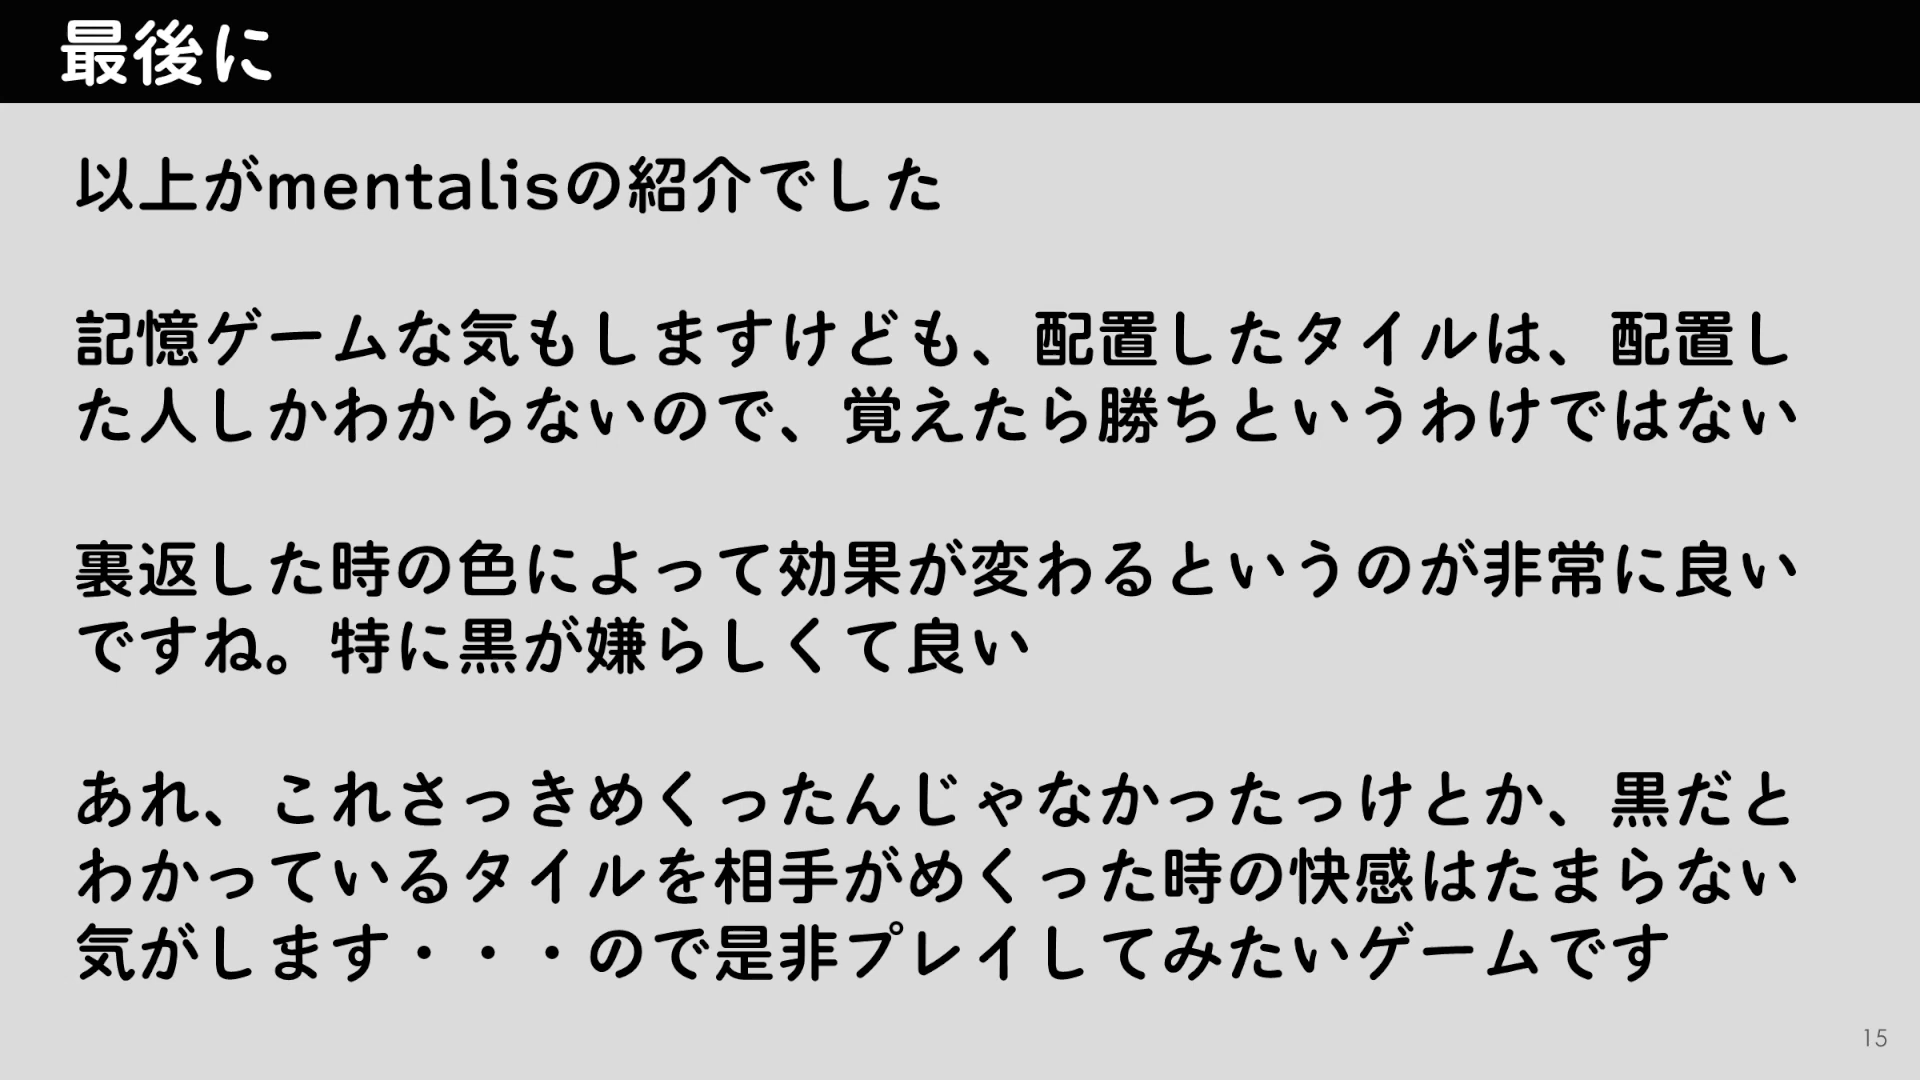 最後に
以上がmentalisの紹介でした
記憶ゲームな気もしますけども、配置したタイルは、配置し
た人しかわからないので、覚えたら勝ちというわけではない
裏返した時の色によって効果が変わるというのが非常に良い
ですね。特に黒が嫌らしくて良い
あれ、これさっきめくったんじゃなかったっけとか、黒だと
わかっているタイルを相手がめくった時の快感はたまらない
気がします・・・ので是非プレイしてみたいゲームです
15